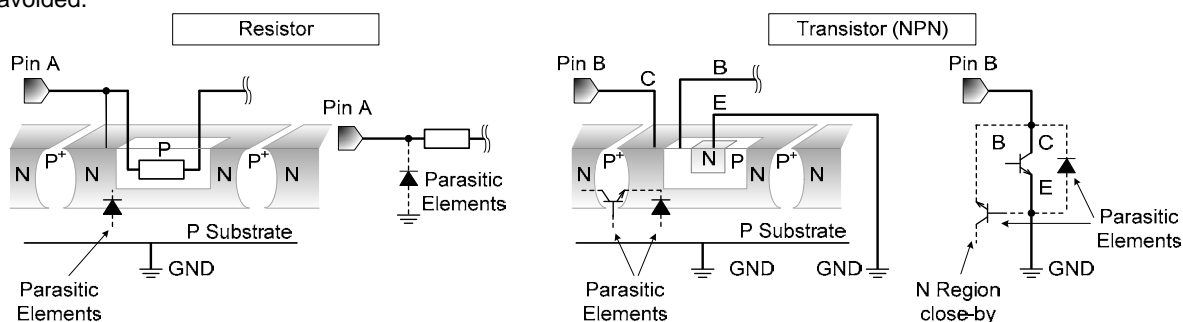 avoided.
Resistor
Transistor (NPN)
Pin A
Pin B
B
Pin B
C
E
Pin A
N P+ N P N P+ N
N P+ N N P N P+ N
B C
E
Parasitic
Elements
Parasitic
Elements
P Substrate
P Substrate
GND
GND
GND
GND
Parasitic
Elements
Parasitic
Elements
N Region
close-by